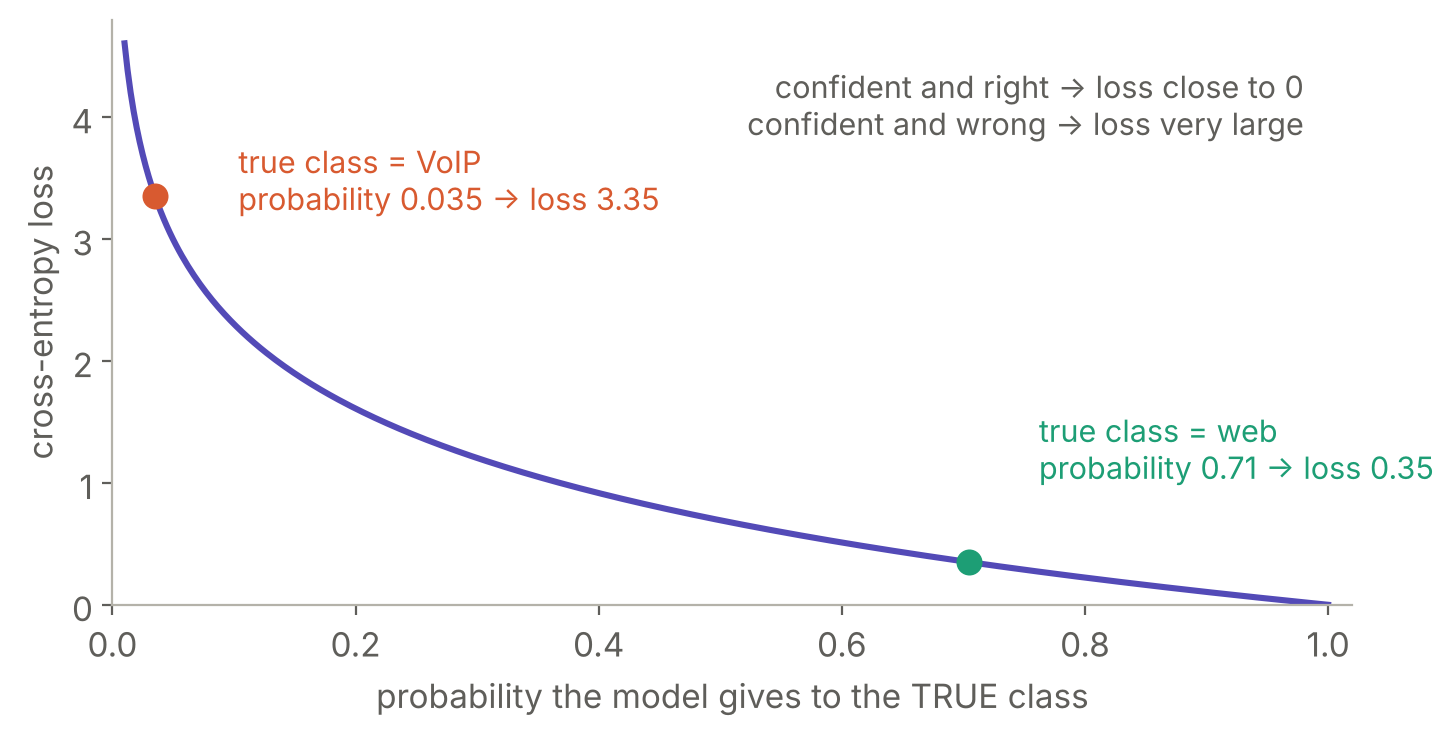 confident and right → loss close to 0
confident and wrong → loss very large
true class = VoIP
probability 0.035 → loss 3.35
true class = web
probability 0.71 → loss 0.35
cross-entropy loss
4
3
2
1
0
0.0 0.2 0.4 0.6 0.8 1.0
probability the model gives to the TRUE class